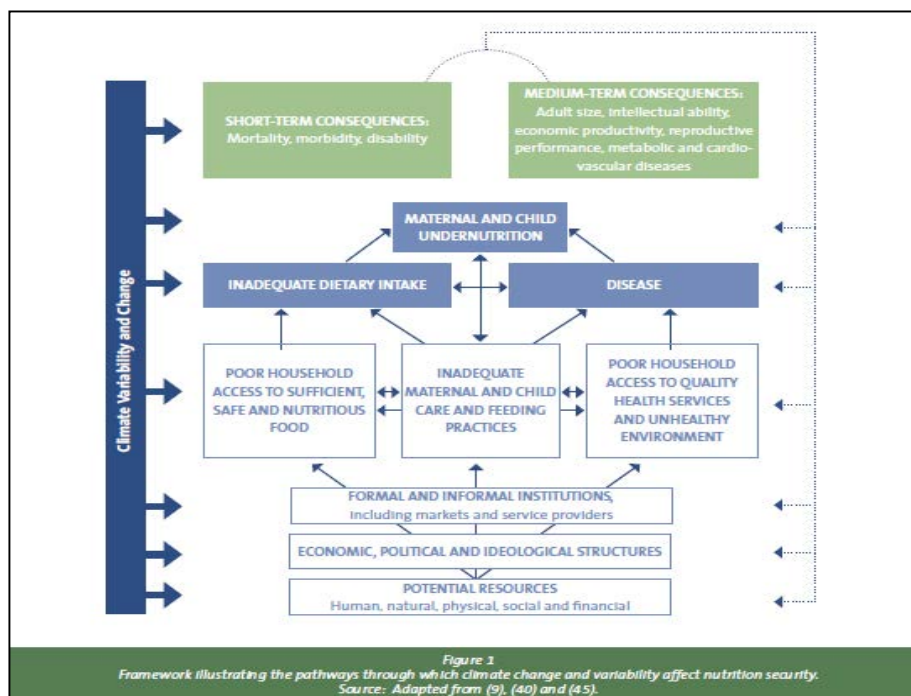 Climate Variability and Change
SHORT-TERM CONSEQUENCES:
Mortality, morbidity, disability
MEDIUM-TERM CONSEQUENCES:
Adult size, intellectual ability,
economic productivity, reproductive
performance, metabolic and cardio-
vascular diseases
MATERNAL AND CHILD
UNDERNUTRITION
INADEQUATE DIETARY INTAKE
DISEASE
POOR HOUSEHOLD
ACCESS TO SUFFICIENT,
SAFE AND NUTRITIOUS
FOOD
INADEQUATE
MATERNAL AND CHILD
CARE AND FEEDING
PRACTICES
POOR HOUSEHOLD
ACCESS TO QUALITY
HEALTH SERVICES
AND UNHEALTHY
ENVIRONMENT
FORMAL AND INFORMAL INSTITUTIONS,
including markets and service providers
ECONOMIC, POLITICAL AND IDEOLOGICAL STRUCTURES
POTENTIAL RESOURCES
Human, natural, physical, social and financial
Figure 1
Framework illustrating the pathways through which climate change and variability affect nutrition security.
Source: Adapted from (9), (40) and (45).